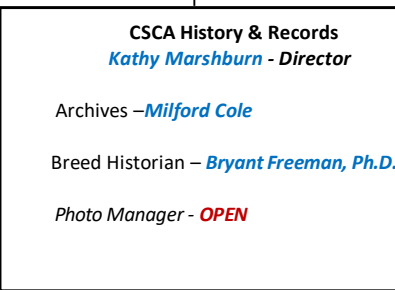 CSCA History & Records
Kathy Marshburn - Director
Archives –Milford Cole
Breed Historian – Bryant Freeman, Ph.D.
Photo Manager - OPEN